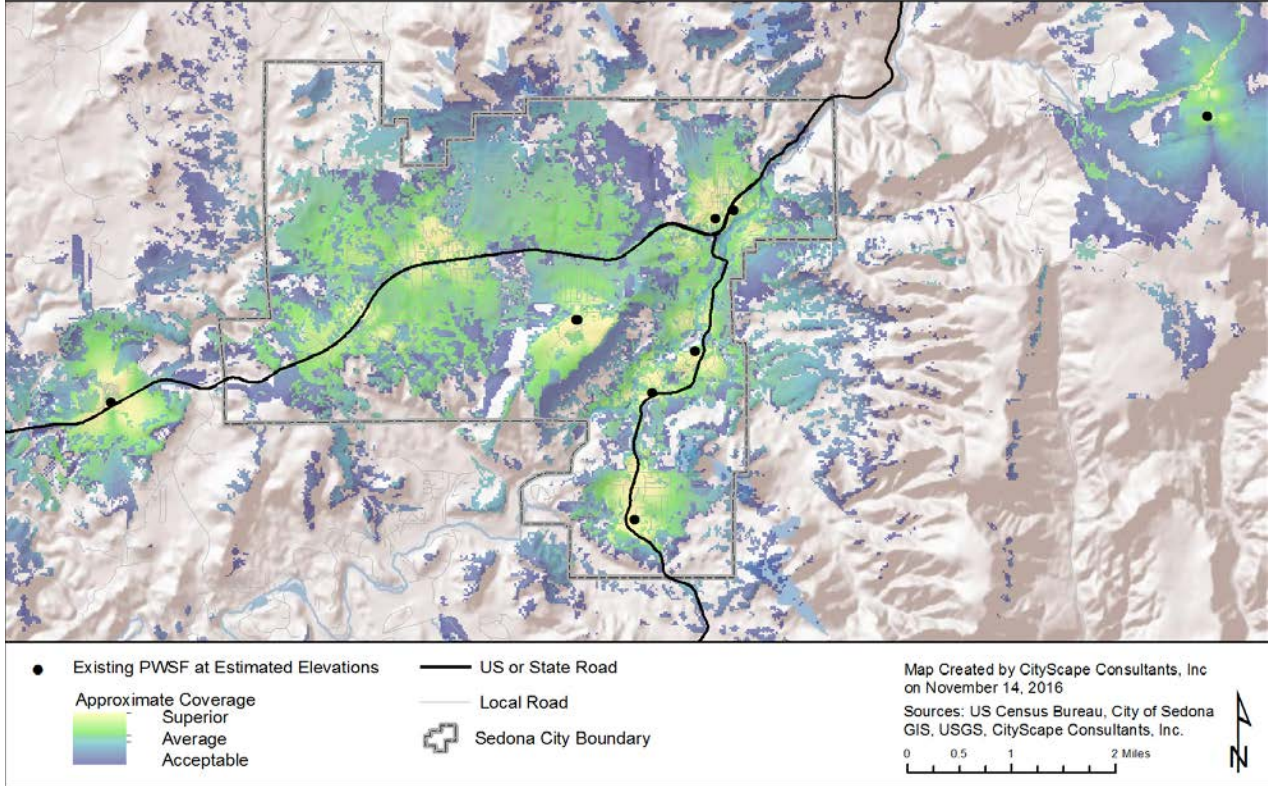 Existing PWSF at Estimated Elevations
Approximate Coverage
Superior
Average
Acceptable
US or State Road
Local Road
Sedona City Boundary
Map Created by CityScape Consultants, Inc
on November 14, 2016
Sources: US Census Bureau, City of Sedona
GIS, USGS, CityScape Consultants, Inc.
0 0.5 1 2 Miles
N